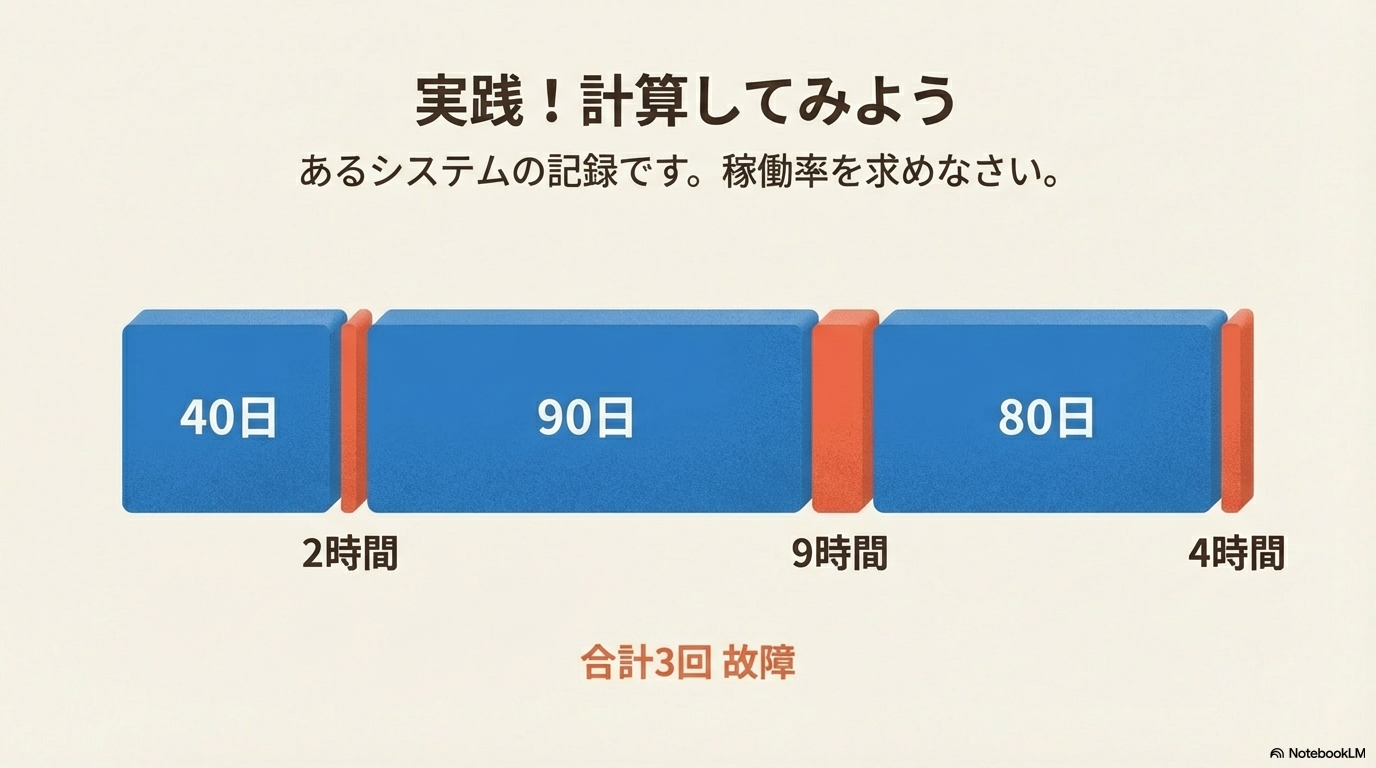 実践！計算してみよう
あるシステムの記録です。稼働率を求めなさい。
40日
90日
80日
2時間
9時間
4時間
合計3回 故障
NotebookLM